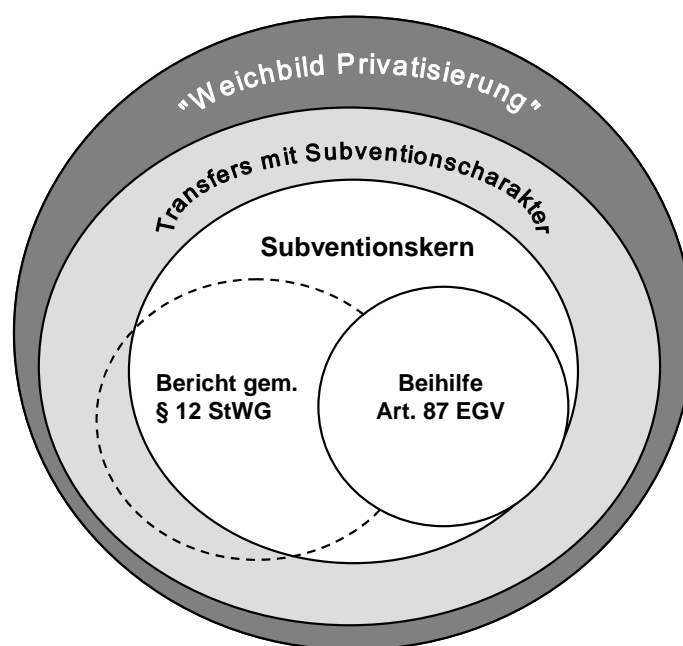 "Weichbild Privatisierung"
Transfers mit Subventionscharakter
Subventionskern
Bericht gem.
§ 12 StWG
Beihilfe
Art. 87 EGV